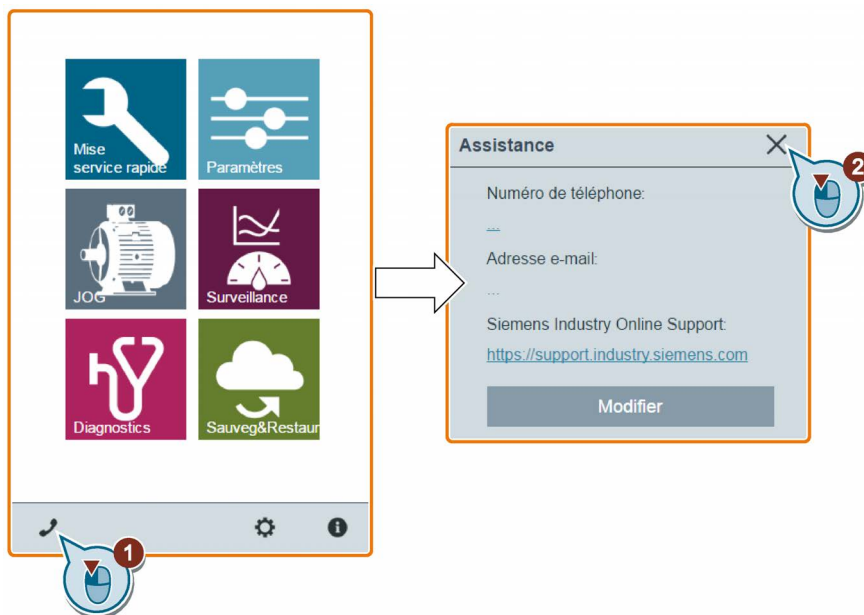 Mise
service rapide
Paramètres
JOG
Surveillance
Diagnostics
Sauveg&Restaur
1
Assistance
2
Numéro de téléphone:
...
Adresse e-mail:
...
Siemens Industry Online Support:
https://support.industry.siemens.com
Modifier